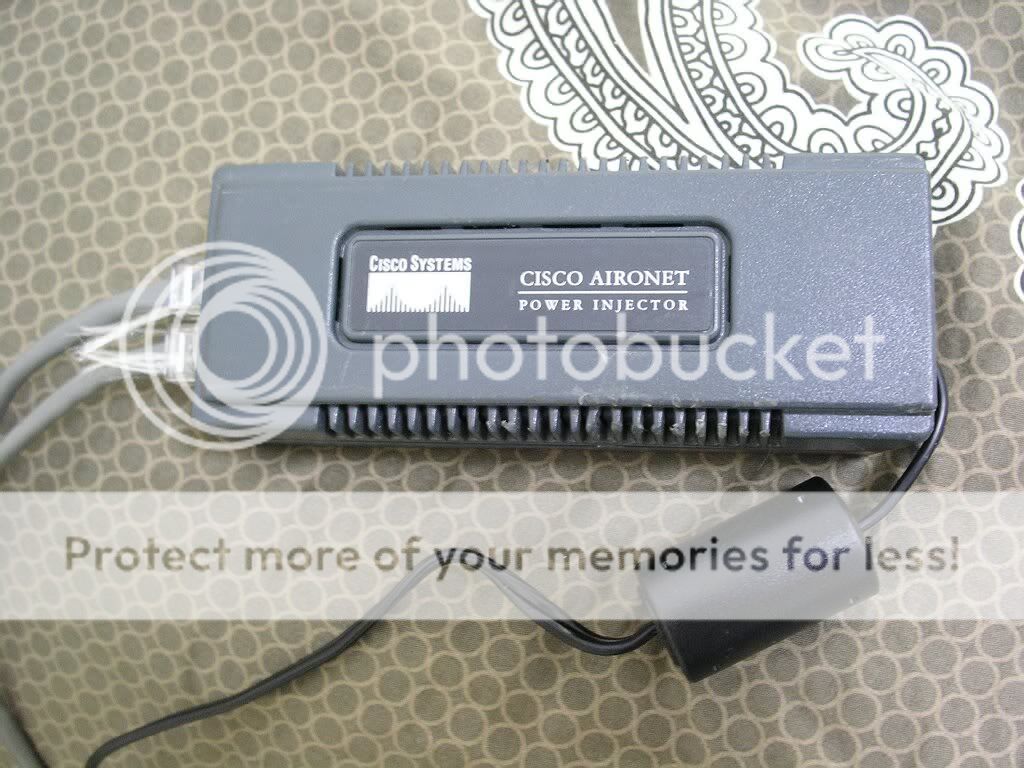 CISCO SYSTEMS
CISCO AIRONET
POWER INJECTOR
photobucket
Protect more of your memories for less!